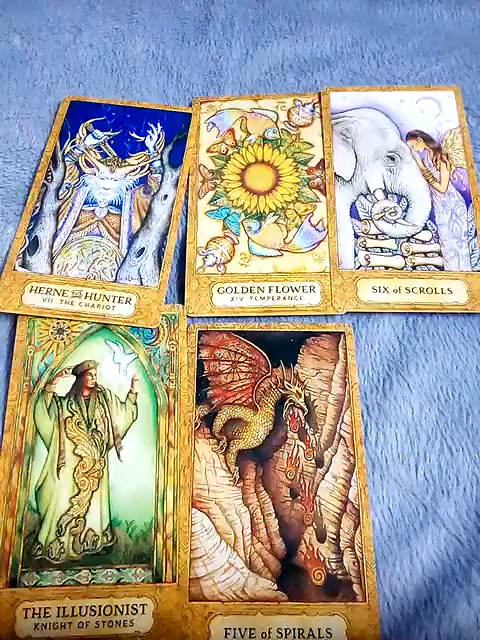 HERNE THE HUNTER
VII THE CHARIOT
GOLDEN FLOWER
XIV TEMPERANCE
SIX of SCROLLS
THE ILLUSIONIST
KNIGHT OF STONES
FIVE of SPIRALS